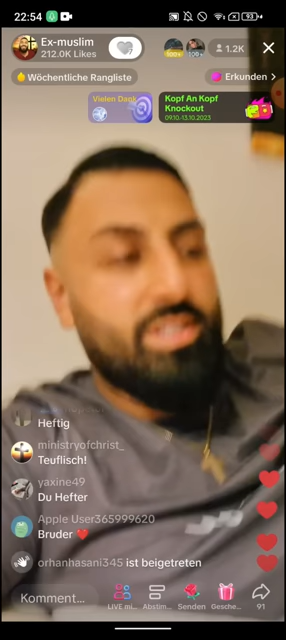 22:54
93
Ex-muslim
212.0K Likes
100+
100+
1.2K
Wöchentliche Rangliste
Erkunden >
Vielen Dank
Kopf An Kopf
Knockout
09.10.-13.10.2023
Heftig
ministryofchrist_
Teuflisch!
yaxine49
Du Hefter
Apple User365999620
Bruder ❤️
orhanhasani345 ist beigetreten
Komment...
LIVE mi...
Abstim...
Senden
Gesche...
91